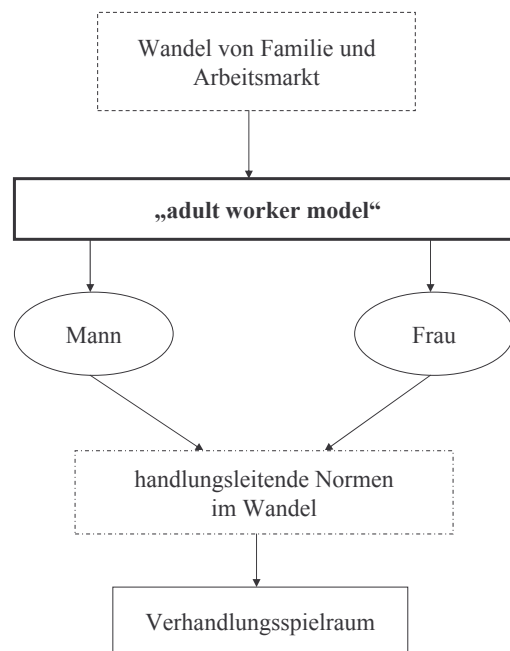 Wandel von Familie und
Arbeitsmarkt
„adult worker model“
Mann
Frau
handlungsleitende Normen
im Wandel
Verhandlungsspielraum